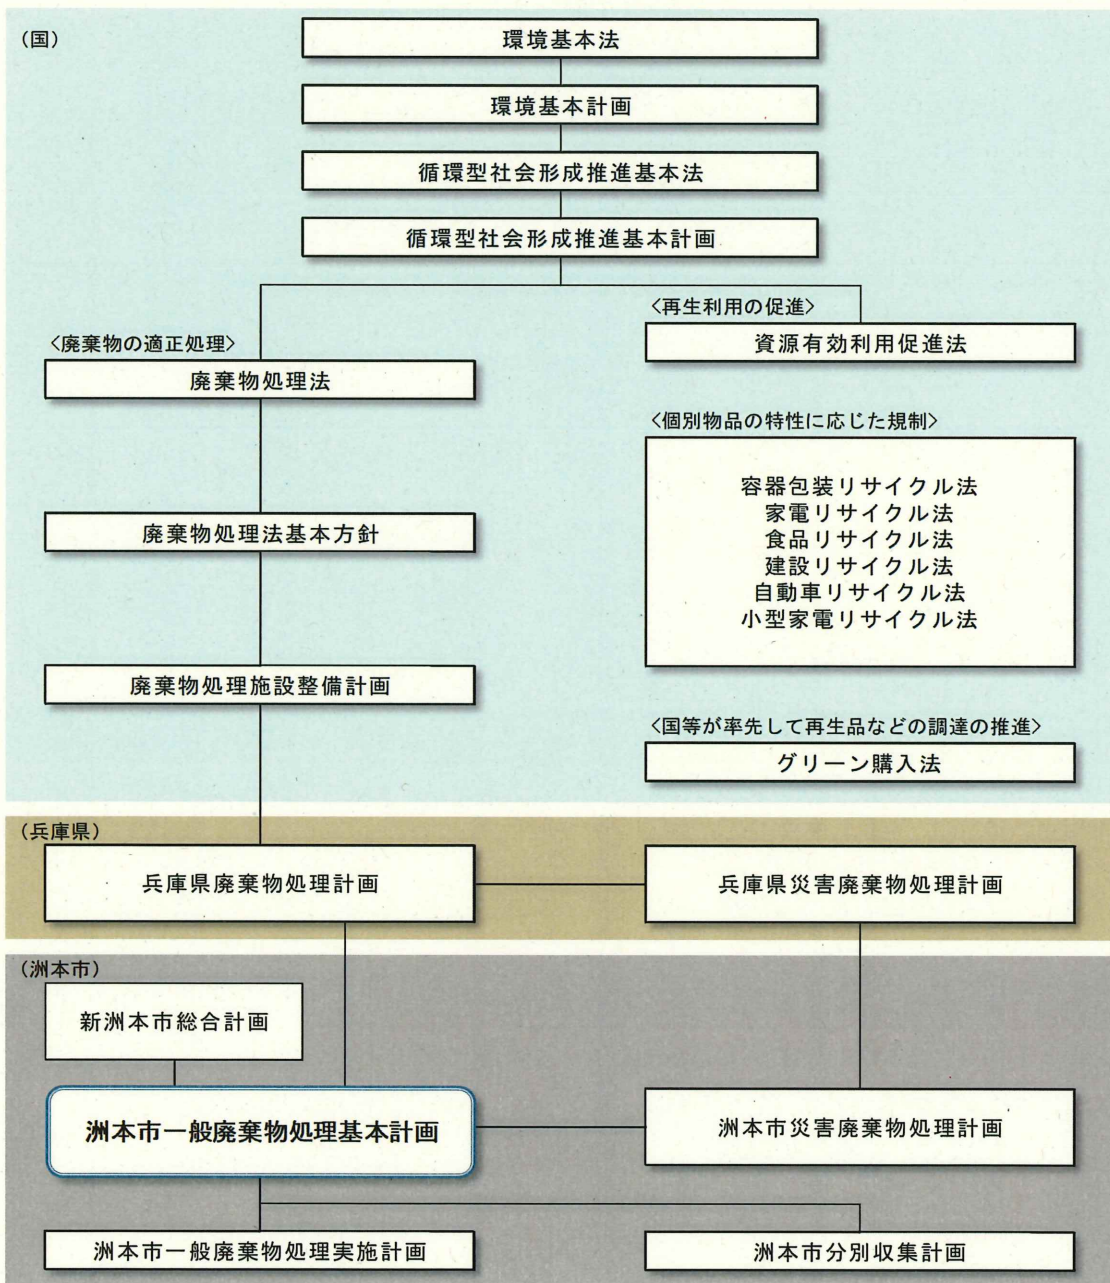 (国)
環境基本法
環境基本計画
循環型社会形成推進基本法
循環型社会形成推進基本計画
<廃棄物の適正処理>
廃棄物処理法
廃棄物処理法基本方針
廃棄物処理施設整備計画
<再生利用の促進>
資源有効利用促進法
<個別物品の特性に応じた規制>
容器包装リサイクル法
家電リサイクル法
食品リサイクル法
建設リサイクル法
自動車リサイクル法
小型家電リサイクル法
<国等が率先して再生品などの調達の推進>
グリーン購入法
(兵庫県)
兵庫県廃棄物処理計画
兵庫県災害廃棄物処理計画
(洲本市)
新洲本市総合計画
洲本市一般廃棄物処理基本計画
洲本市災害廃棄物処理計画
洲本市一般廃棄物処理実施計画
洲本市分別収集計画